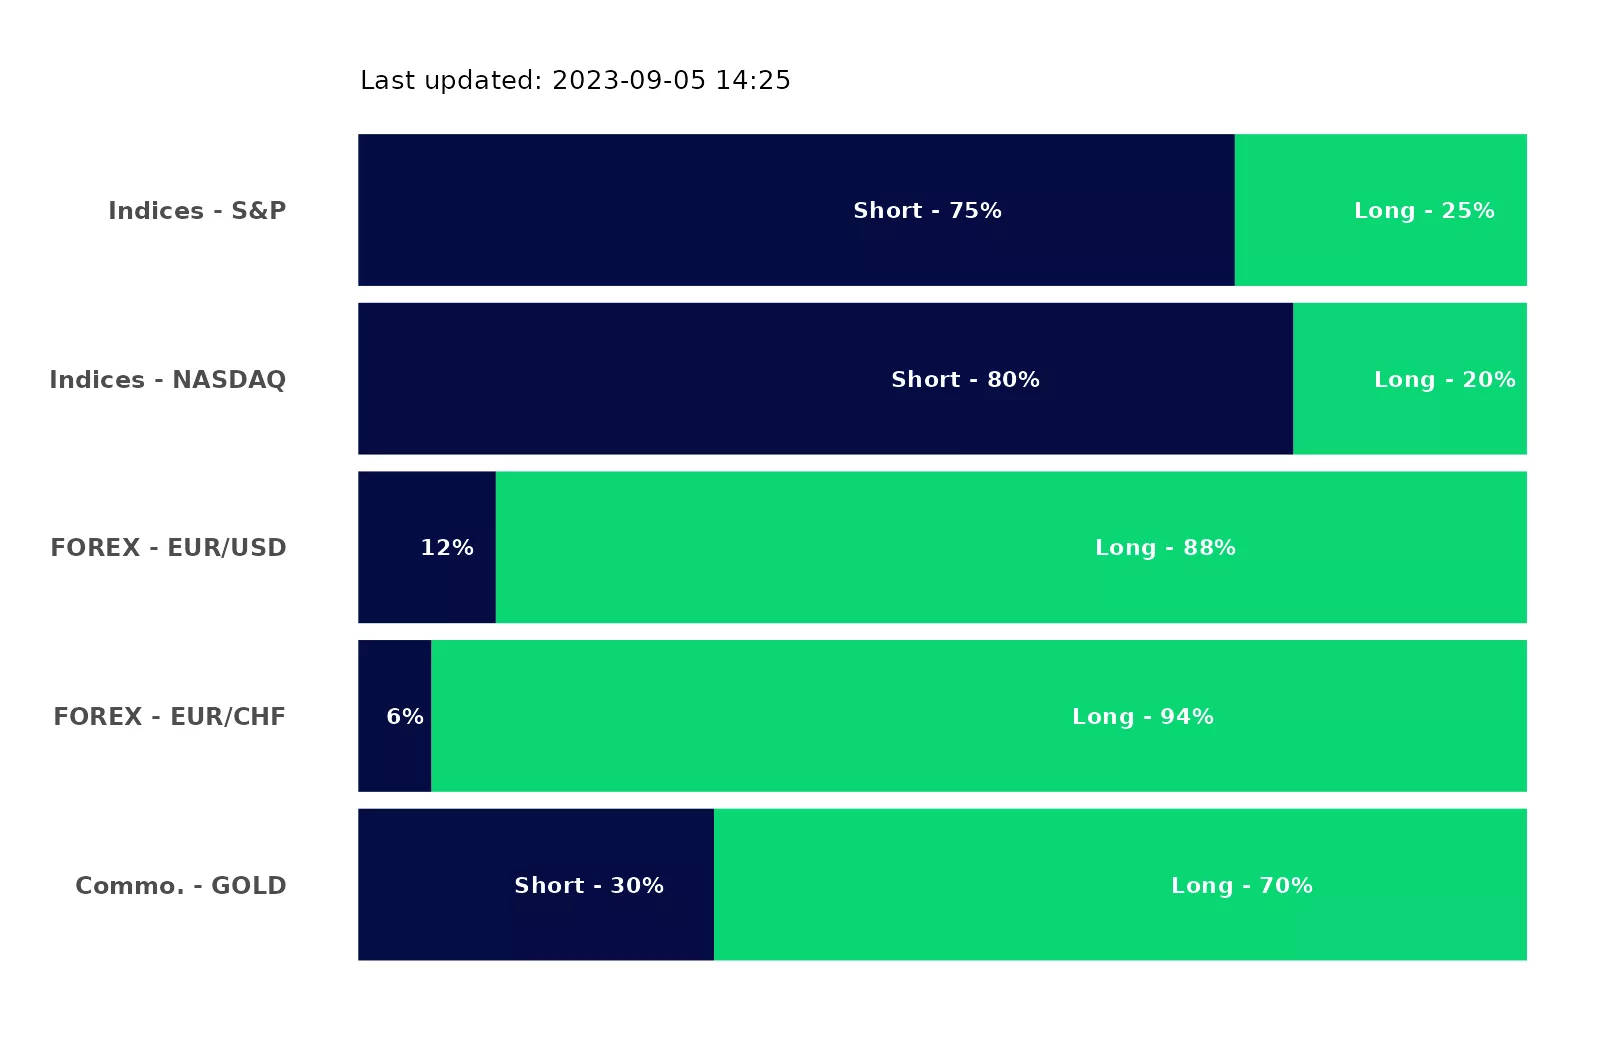 Last updated: 2023-09-05 14:25
Indices - S&P Short - 75% Long - 25%
Indices - NASDAQ Short - 80% Long - 20%
FOREX - EUR/USD 12% Long - 88%
FOREX - EUR/CHF 6% Long - 94%
Commo. - GOLD Short - 30% Long - 70%